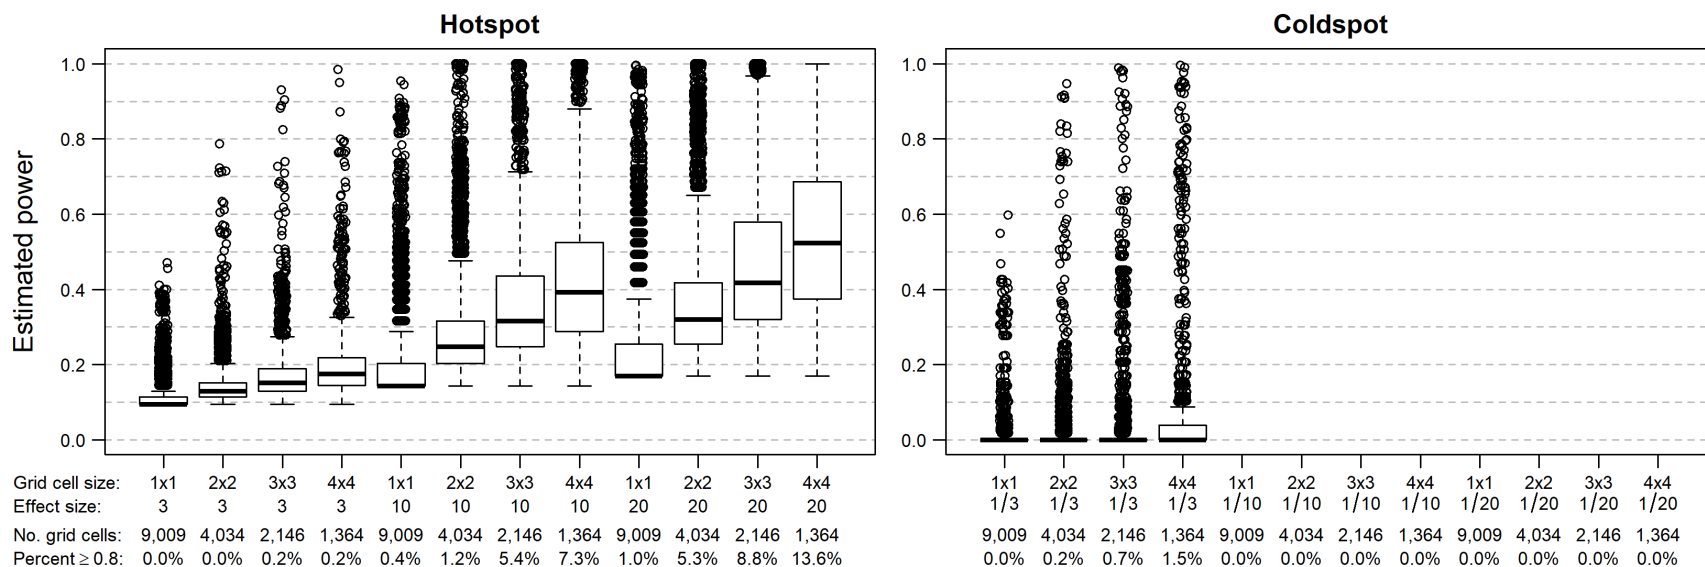 Hotspot Coldspot
Estimated power
1.0 1.0
0.8 0.8
0.6 0.6
0.4 0.4
0.2 0.2
0.0 0.0
Grid cell size: 1x1 2x2 3x3 4x4 1x1 2x2 3x3 4x4 1x1 2x2 3x3 4x4 1x1 2x2 3x3 4x4 1x1 2x2 3x3 4x4 1x1 2x2 3x3 4x4
Effect size: 3 3 3 3 10 10 10 10 20 20 20 20 1/3 1/3 1/3 1/3 1/10 1/10 1/10 1/10 1/20 1/20 1/20 1/20
No. grid cells: 9,009 4,034 2,146 1,364 9,009 4,034 2,146 1,364 9,009 4,034 2,146 1,364 9,009 4,034 2,146 1,364 9,009 4,034 2,146 1,364 9,009 4,034 2,146 1,364
Percent ≥ 0.8: 0.0% 0.0% 0.2% 0.2% 0.4% 1.2% 5.4% 7.3% 1.0% 5.3% 8.8% 13.6% 0.0% 0.2% 0.7% 1.5% 0.0% 0.0% 0.0% 0.0% 0.0% 0.0% 0.0% 0.0%